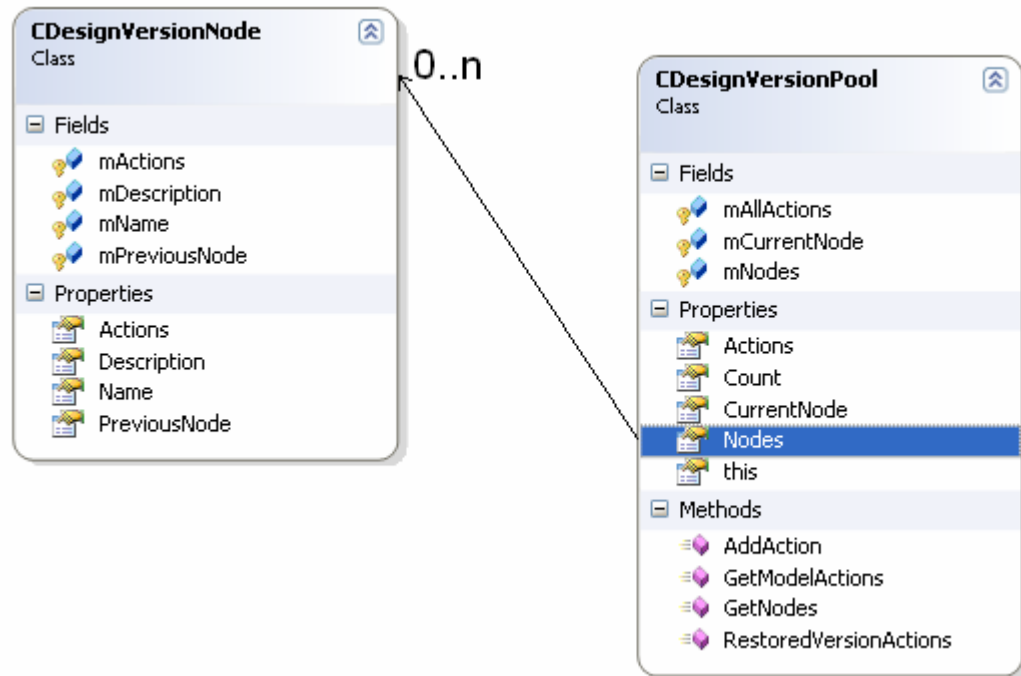 CDesignVersionNode
Class
Fields
mActions
mDescription
mName
mPreviousNode
Properties
Actions
Description
Name
PreviousNode
0..n
CDesignVersionPool
Class
Fields
mAllActions
mCurrentNode
mNodes
Properties
Actions
Count
CurrentNode
Nodes
this
Methods
AddAction
GetModelActions
GetNodes
RestoredVersionActions